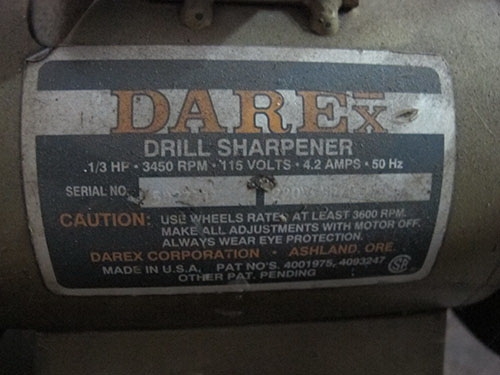 DAREX
DRILL SHARPENER
1/3 HP • 3450 RPM • 115 VOLTS • 4.2 AMPS • 50 Hz
SERIAL NO.
CAUTION: USE WHEELS RATED AT LEAST 3600 RPM.
MAKE ALL ADJUSTMENTS WITH MOTOR OFF.
ALWAYS WEAR EYE PROTECTION.
DAREX CORPORATION • ASHLAND, ORE.
MADE IN U.S.A. PAT NO'S. 4001975, 4093247
OTHER PAT. PENDING